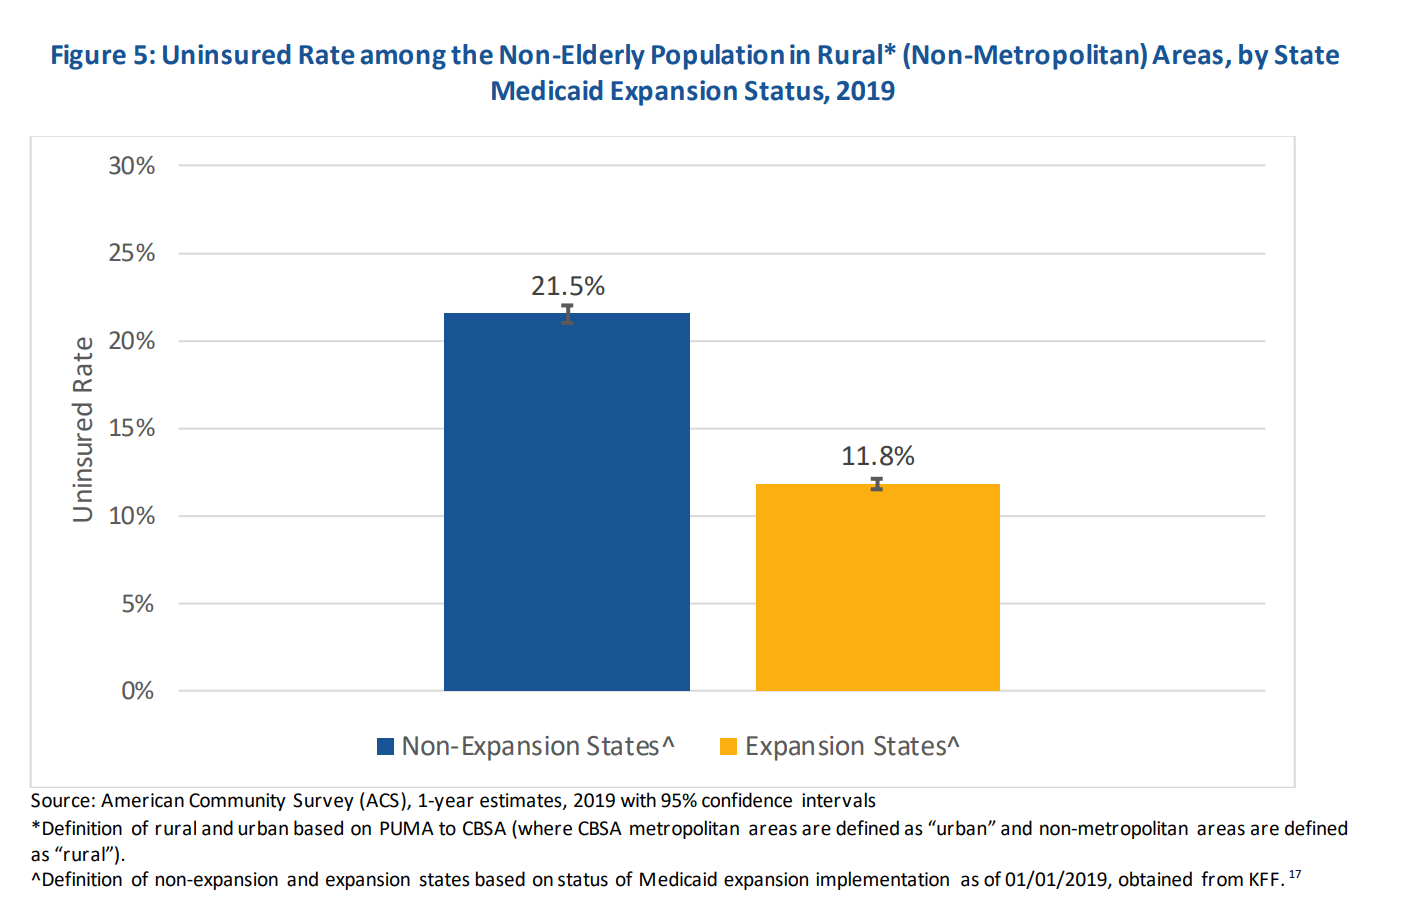 Figure 5: Uninsured Rate among the Non-Elderly Population in Rural* (Non-Metropolitan) Areas, by State
Medicaid Expansion Status, 2019
30%
25%
21.5%
20%
Uninsured Rate
15%
11.8%
10%
5%
0%
Non-Expansion States^ Expansion States^
Source: American Community Survey (ACS), 1-year estimates, 2019 with 95% confidence intervals
*Definition of rural and urban based on PUMA to CBSA (where CBSA metropolitan areas are defined as “urban” and non-metropolitan areas are defined
as “rural”).
^Definition of non-expansion and expansion states based on status of Medicaid expansion implementation as of 01/01/2019, obtained from KFF. 17